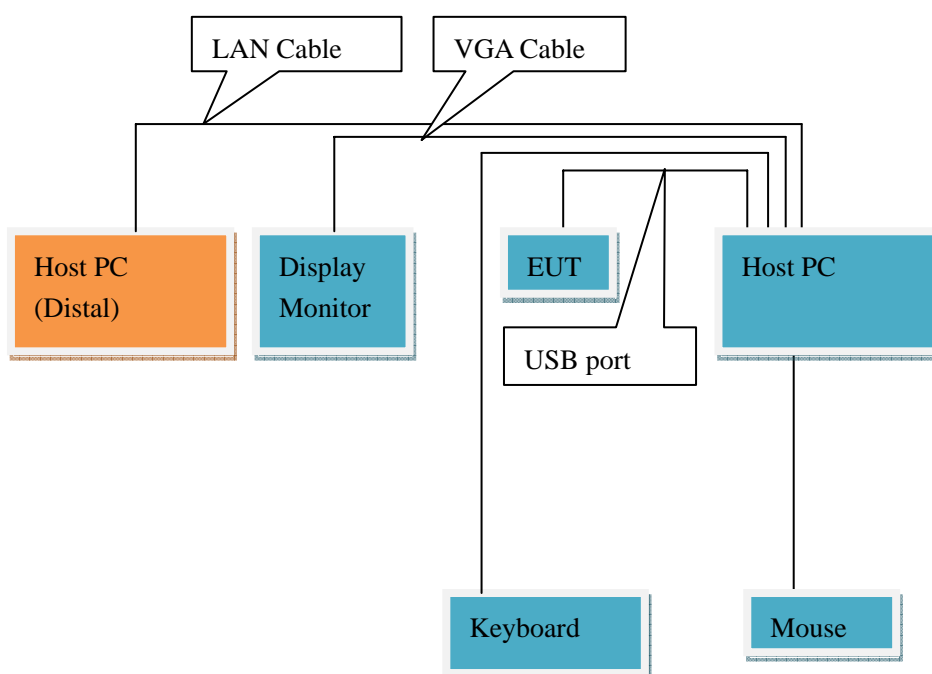 LAN Cable
VGA Cable
Host PC
(Distal)
Display
Monitor
EUT
Host PC
USB port
Keyboard
Mouse